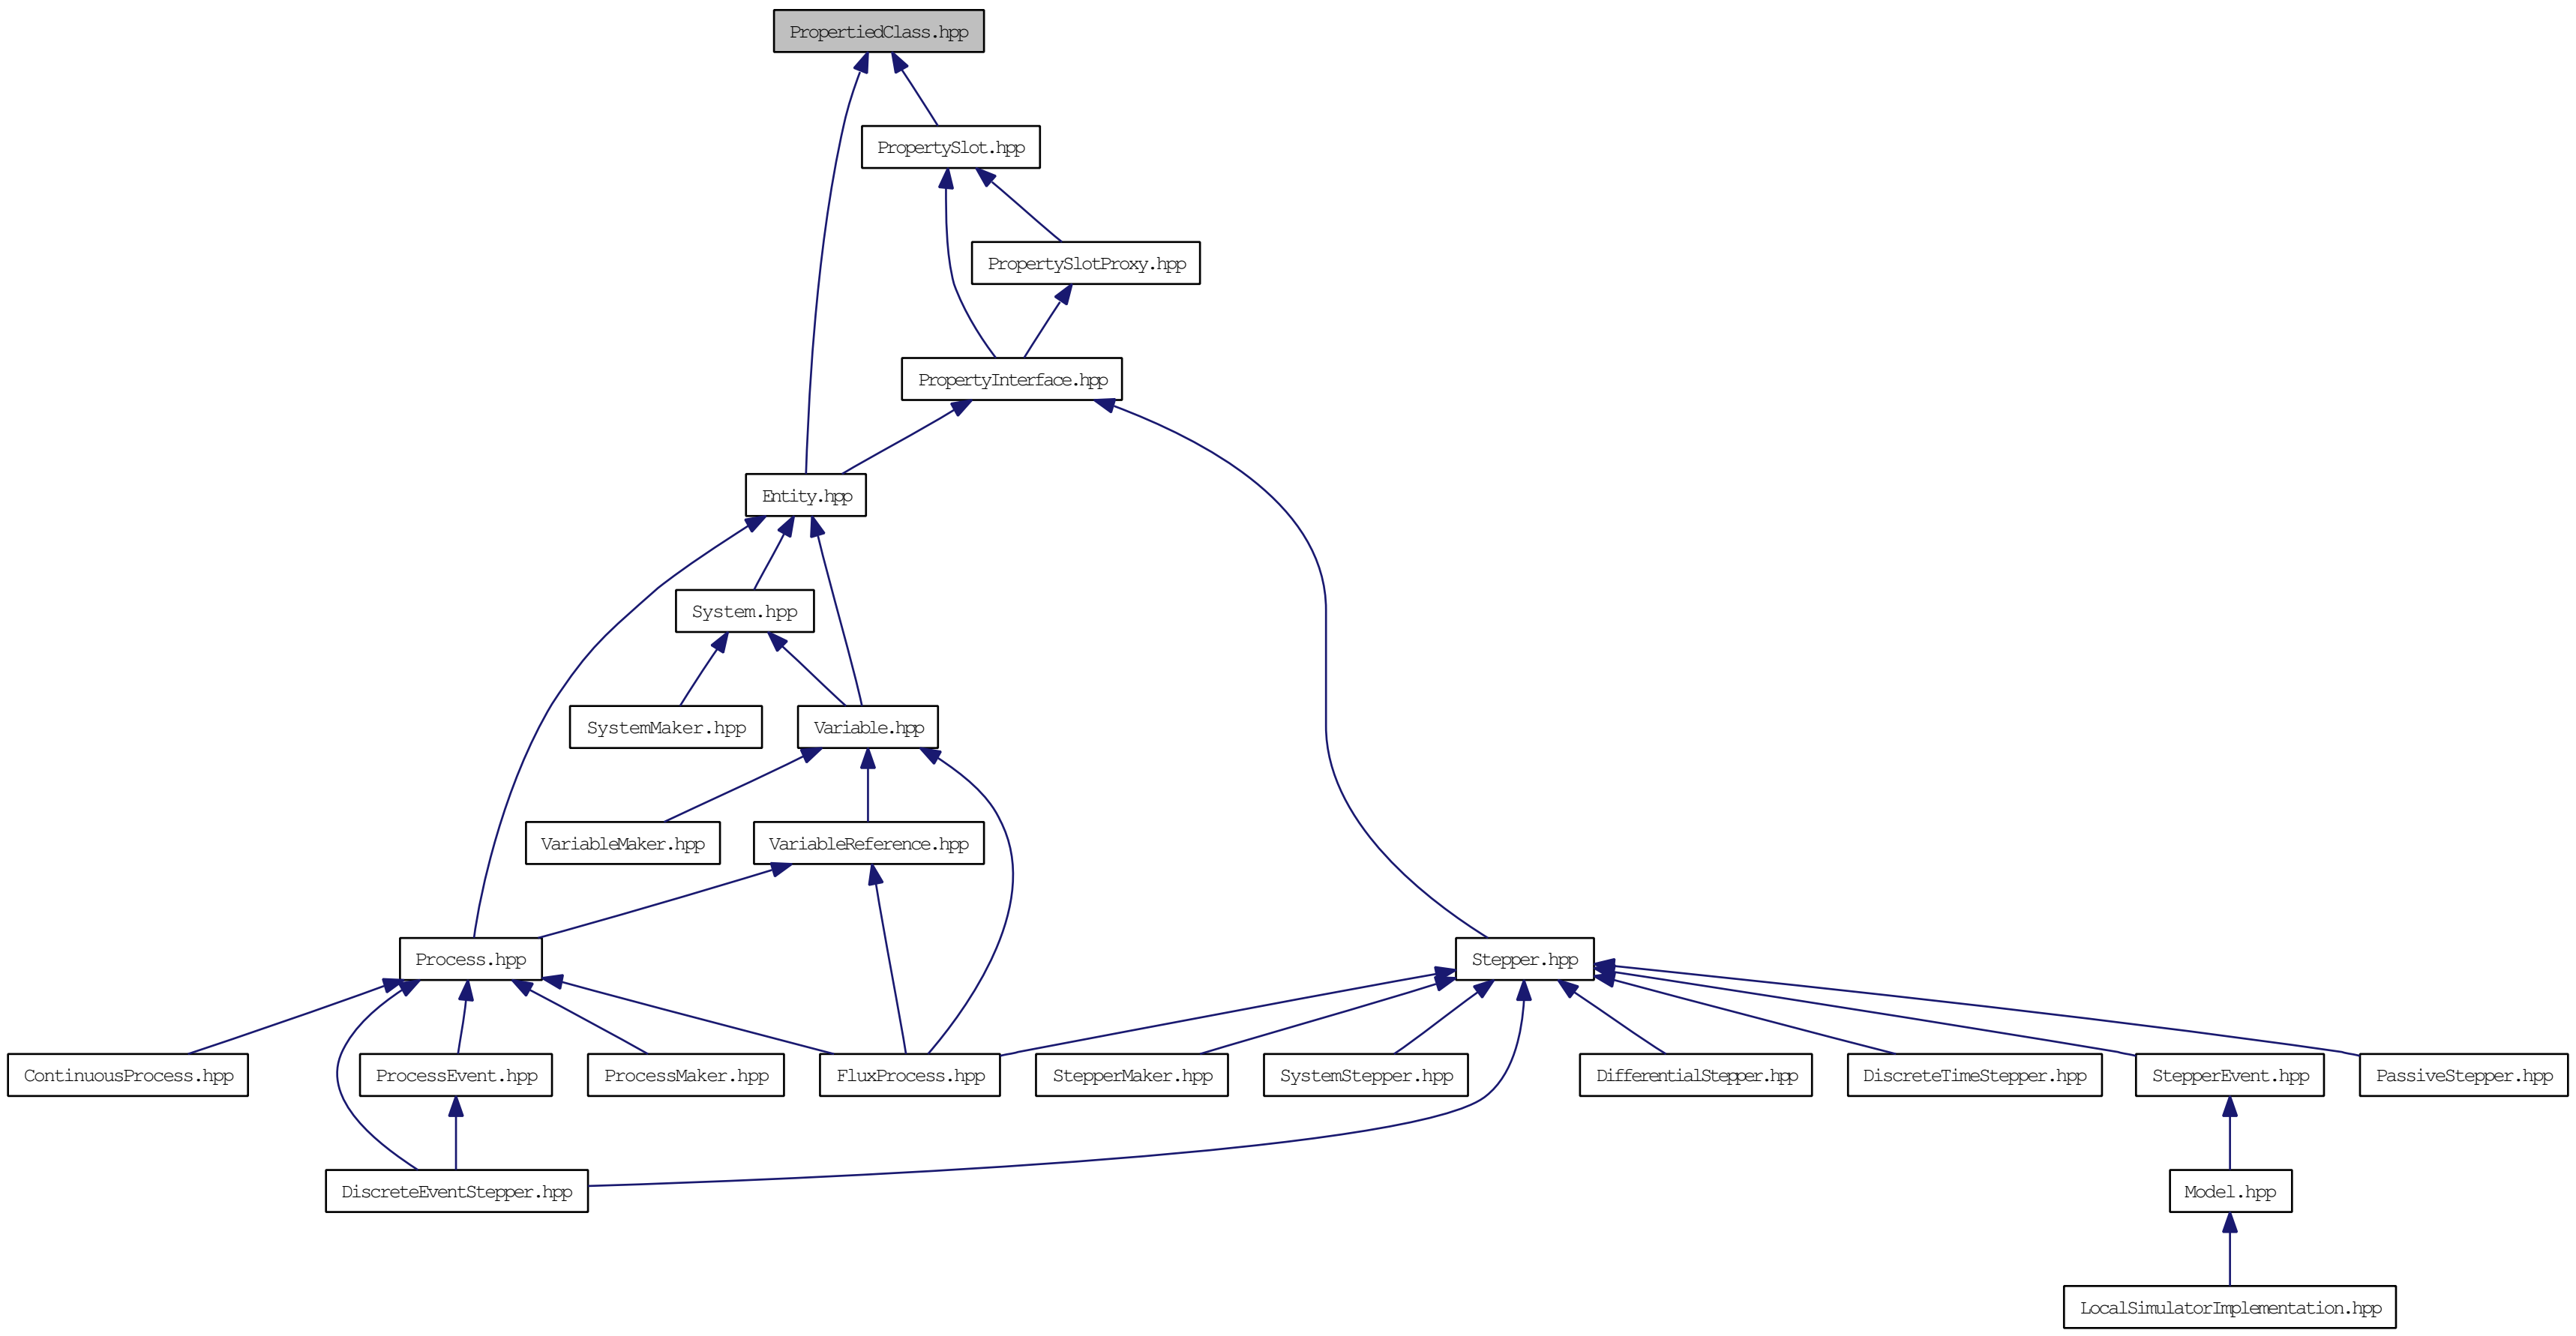 PropertiedClass.hpp
PropertySlot.hpp
PropertySlotProxy.hpp
PropertyInterface.hpp
Entity.hpp
System.hpp
SystemMaker.hpp
Variable.hpp
VariableMaker.hpp
VariableReference.hpp
Process.hpp
Stepper.hpp
ContinuousProcess.hpp
ProcessEvent.hpp
ProcessMaker.hpp
FluxProcess.hpp
StepperMaker.hpp
SystemStepper.hpp
DifferentialStepper.hpp
DiscreteTimeStepper.hpp
StepperEvent.hpp
PassiveStepper.hpp
DiscreteEventStepper.hpp
Model.hpp
LocalSimulatorImplementation.hpp